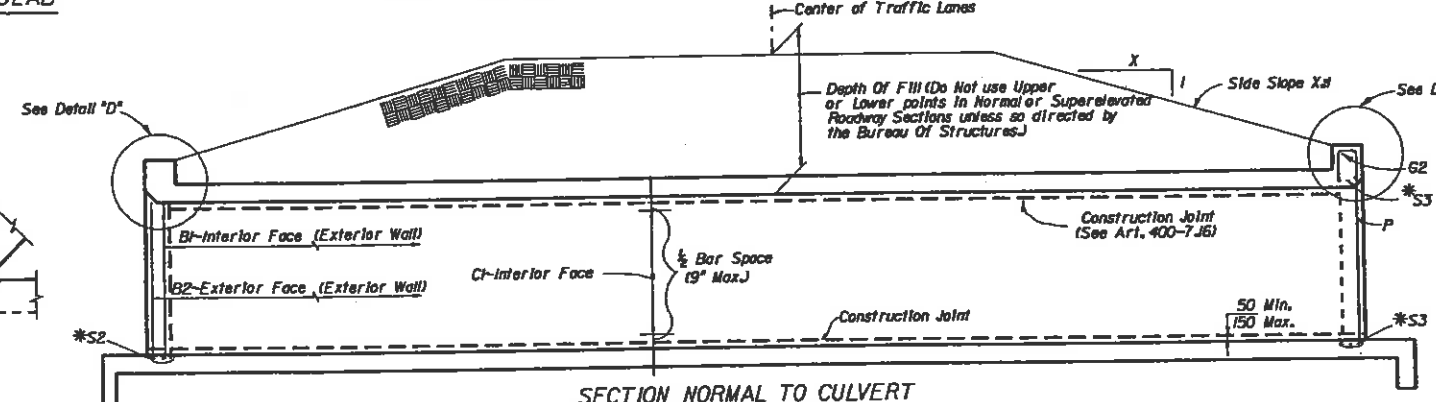 SLAB
Center of Traffic Lanes
X
1
See Detail "D"
Depth Of Fill (Do Not use Upper
or Lower points in Normal or Superelevated
Roadway Sections unless so directed by
the Bureau Of Structures.)
Side Slope X:1
See D
G2
*S3
P
B1-Interior Face (Exterior Wall)
Construction Joint
(See Art. 400-7.16)
½ Bar Space
(9" Max.)
C1-Interior Face
B2-Exterior Face (Exterior Wall)
50 Min.
150 Max.
Construction Joint
*S2
*S3
SECTION NORMAL TO CULVERT